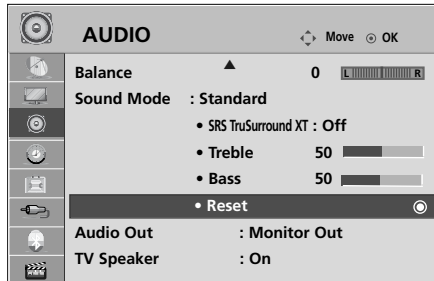 AUDIO Move OK
Balance 0 L R
Sound Mode : Standard
• SRS TruSurround XT : Off
• Treble 50
• Bass 50
• Reset
Audio Out : Monitor Out
TV Speaker : On